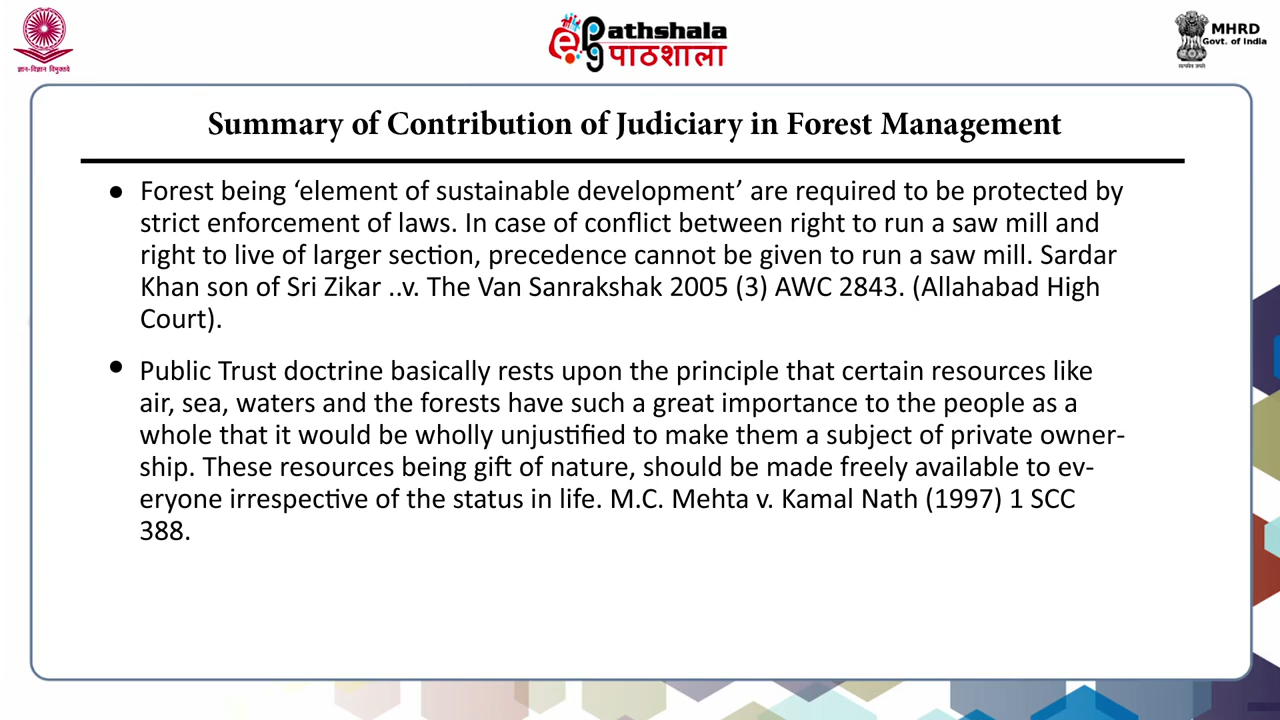 ज्ञान-विज्ञान विमुक्तये
ePathshala
पाठशाला
MHRD
Govt. of India
सत्यमेव जयते
Summary of Contribution of Judiciary in Forest Management
● Forest being ‘element of sustainable development’ are required to be protected by
strict enforcement of laws. In case of conflict between right to run a saw mill and
right to live of larger section, precedence cannot be given to run a saw mill. Sardar
Khan son of Sri Zikar ..v. The Van Sanrakshak 2005 (3) AWC 2843. (Allahabad High
Court).
● Public Trust doctrine basically rests upon the principle that certain resources like
air, sea, waters and the forests have such a great importance to the people as a
whole that it would be wholly unjustified to make them a subject of private owner-
ship. These resources being gift of nature, should be made freely available to ev-
eryone irrespective of the status in life. M.C. Mehta v. Kamal Nath (1997) 1 SCC
388.